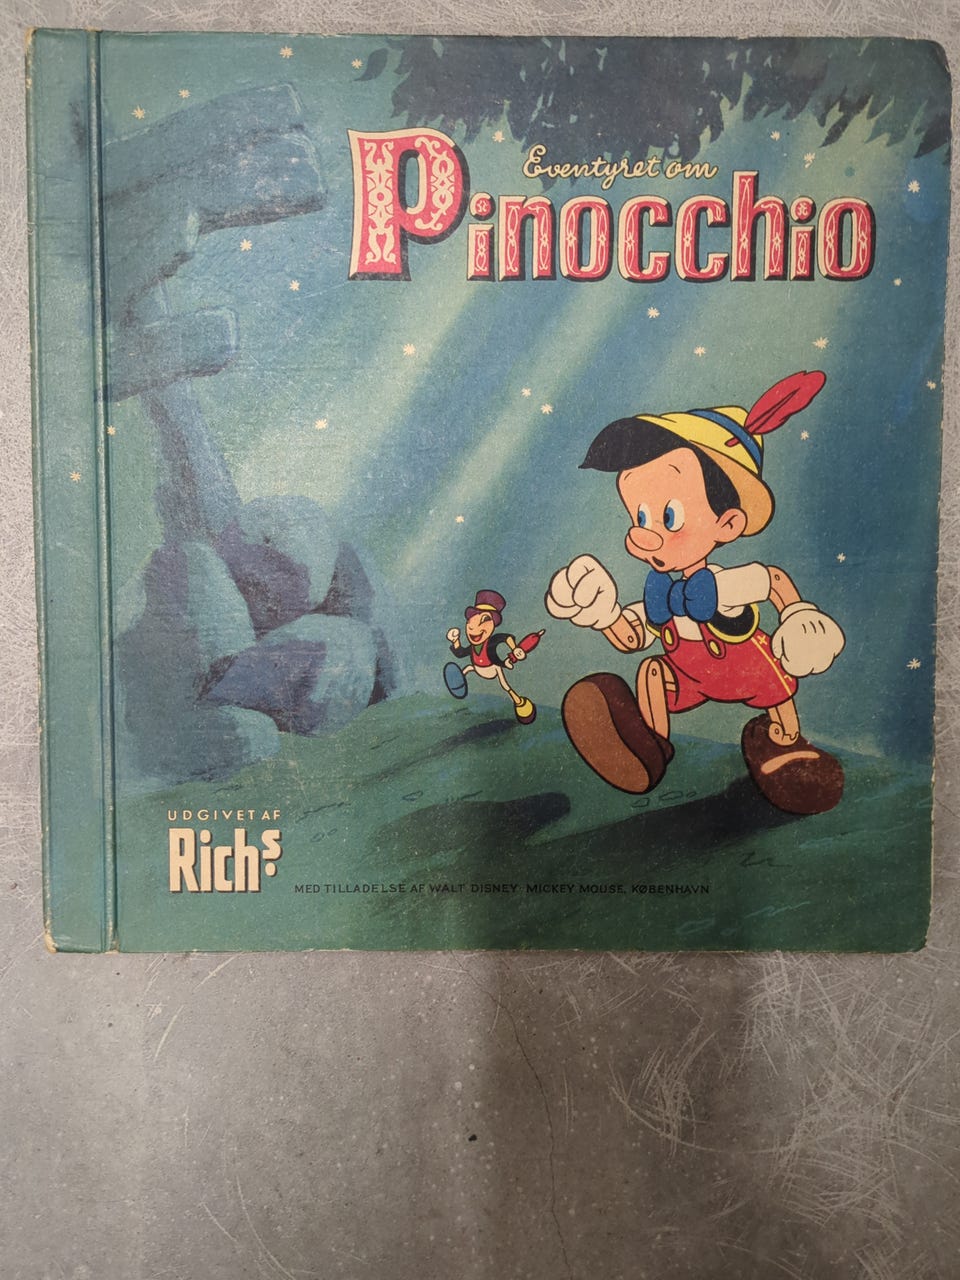 Eventyret om
Pinocchio
UDGIVET AF
Richs
MED TILLADELSE AF WALT DISNEY-MICKEY MOUSE, KØBENHAVN